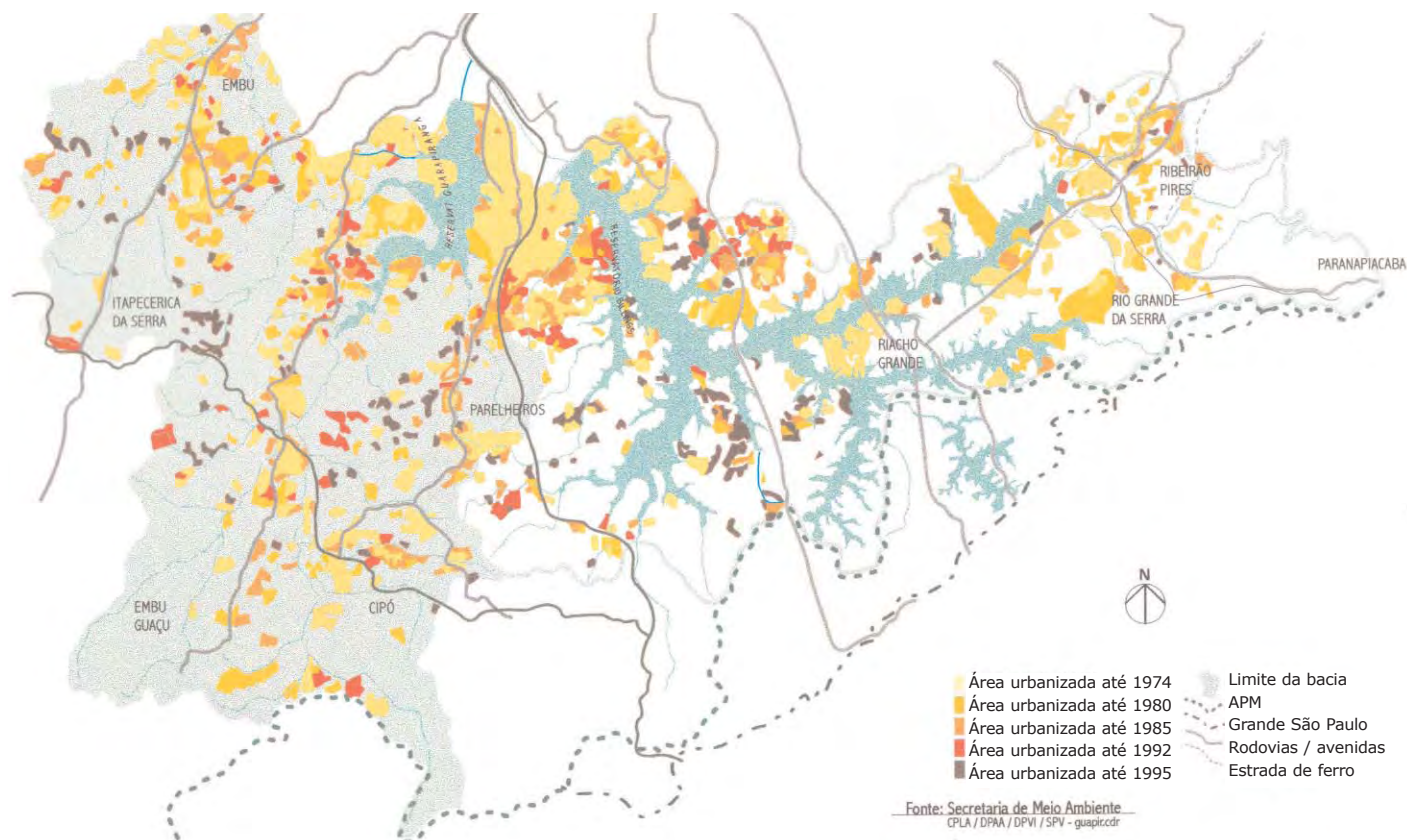 EMBU
RESERVAT GUARAPIRANGA
RIBEIRÃO
PIRES
PARANAPIACABA
ITAPECERICA
DA SERRA
RIO GRANDE
DA SERRA
RIACHO
GRANDE
PARELHEIROS
EMBU
GUAÇU
CIPÓ
N
Área urbanizada até 1974
Área urbanizada até 1980
Área urbanizada até 1985
Área urbanizada até 1992
Área urbanizada até 1995
Limite da bacia
APM
Grande São Paulo
Rodovias / avenidas
Estrada de ferro
Fonte: Secretaria de Meio Ambiente
CPLA / DPAA / DPVI / SPV - guapir.cdr